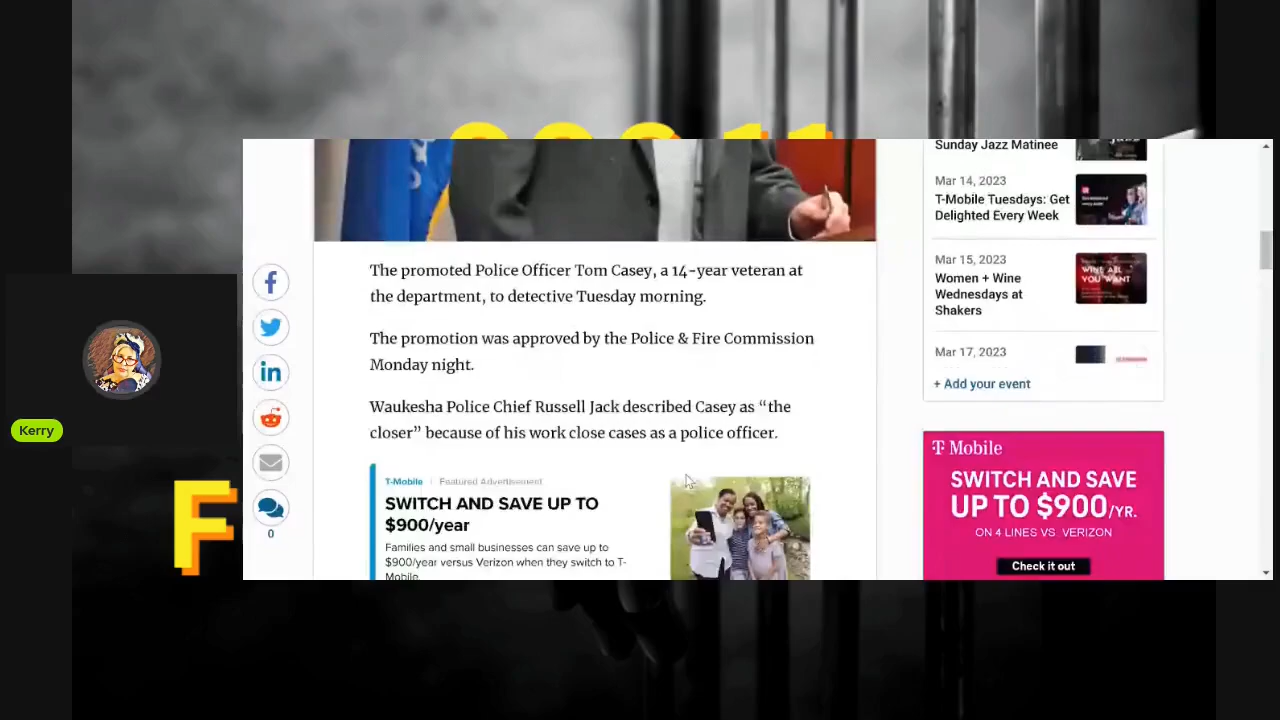 Sunday Jazz Matinee
Mar 14, 2023
T-Mobile Tuesdays: Get
Delighted Every Week
The promoted Police Officer Tom Casey, a 14-year veteran at
the department, to detective Tuesday morning.
Mar 15, 2023
Women + Wine
Wednesdays at
Shakers
WINE ALL
YOU WANT
The promotion was approved by the Police & Fire Commission
Monday night.
Mar 17, 2023
+ Add your event
Waukesha Police Chief Russell Jack described Casey as “the
closer” because of his work close cases as a police officer.
Kerry
T Mobile
SWITCH AND SAVE
UP TO $900/YR.
ON 4 LINES VS. VERIZON
Check it out
T-Mobile | Featured Advertisement
SWITCH AND SAVE UP TO
$900/year
Families and small businesses can save up to
$900/year versus Verizon when they switch to T-
Mobile
0
F